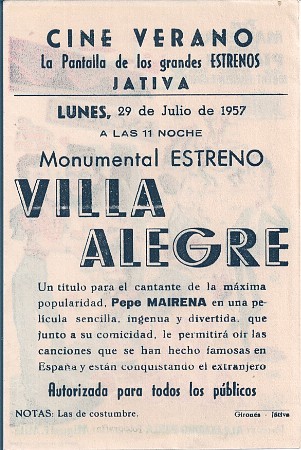 CINE VERANO
La Pantalla de los grandes ESTRENOS
JATIVA
LUNES, 29 de Julio de 1957
A LAS 11 NOCHE
Monumental ESTRENO
VILLA
ALEGRE
Un título para el cantante de la máxima
popularidad, Pepe MAIRENA en una pe-
lícula sencilla, ingenua y divertida, que
junto a su comicidad, le permitirá oir las
canciones que se han hecho famosas en
España y están conquistando el extranjero
Autorizada para todos los públicos
NOTAS: Las de costumbre.
Gironés - Játiva